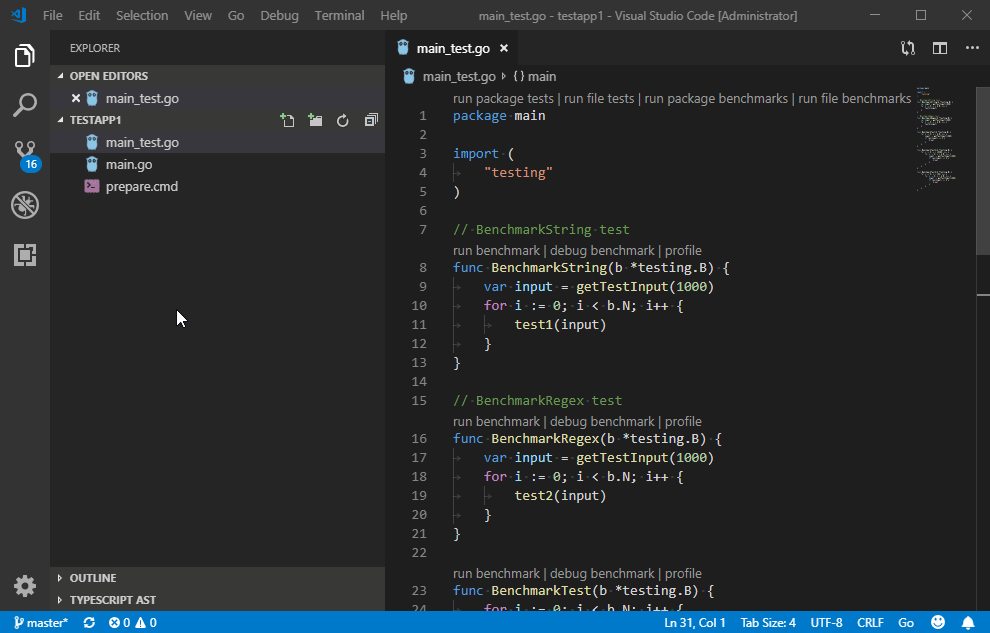 File Edit Selection View Go Debug Terminal Help main_test.go - testapp1 - Visual Studio Code [Administrator]
EXPLORER
OPEN EDITORS
main_test.go
TESTAPP1
main_test.go
main.go
prepare.cmd
16
OUTLINE
TYPESCRIPT AST
main_test.go
main_test.go {} main
run package tests | run file tests | run package benchmarks | run file benchmarks
1 package main
2
3 import (
4 "testing"
5 )
6
7 // BenchmarkString test
run benchmark | debug benchmark | profile
8 func BenchmarkString(b *testing.B) {
9 var input = getTestInput(1000)
10 for i := 0; i < b.N; i++ {
11 test1(input)
12 }
13 }
14
15 // BenchmarkRegex test
run benchmark | debug benchmark | profile
16 func BenchmarkRegex(b *testing.B) {
17 var input = getTestInput(1000)
18 for i := 0; i < b.N; i++ {
19 test2(input)
20 }
21 }
22
run benchmark | debug benchmark | profile
23 func BenchmarkTest(b *testing.B) {
24 for i := 0; i < b.N; i++ {
master* 0 0 Ln 31, Col 1 Tab Size: 4 UTF-8 CRLF Go